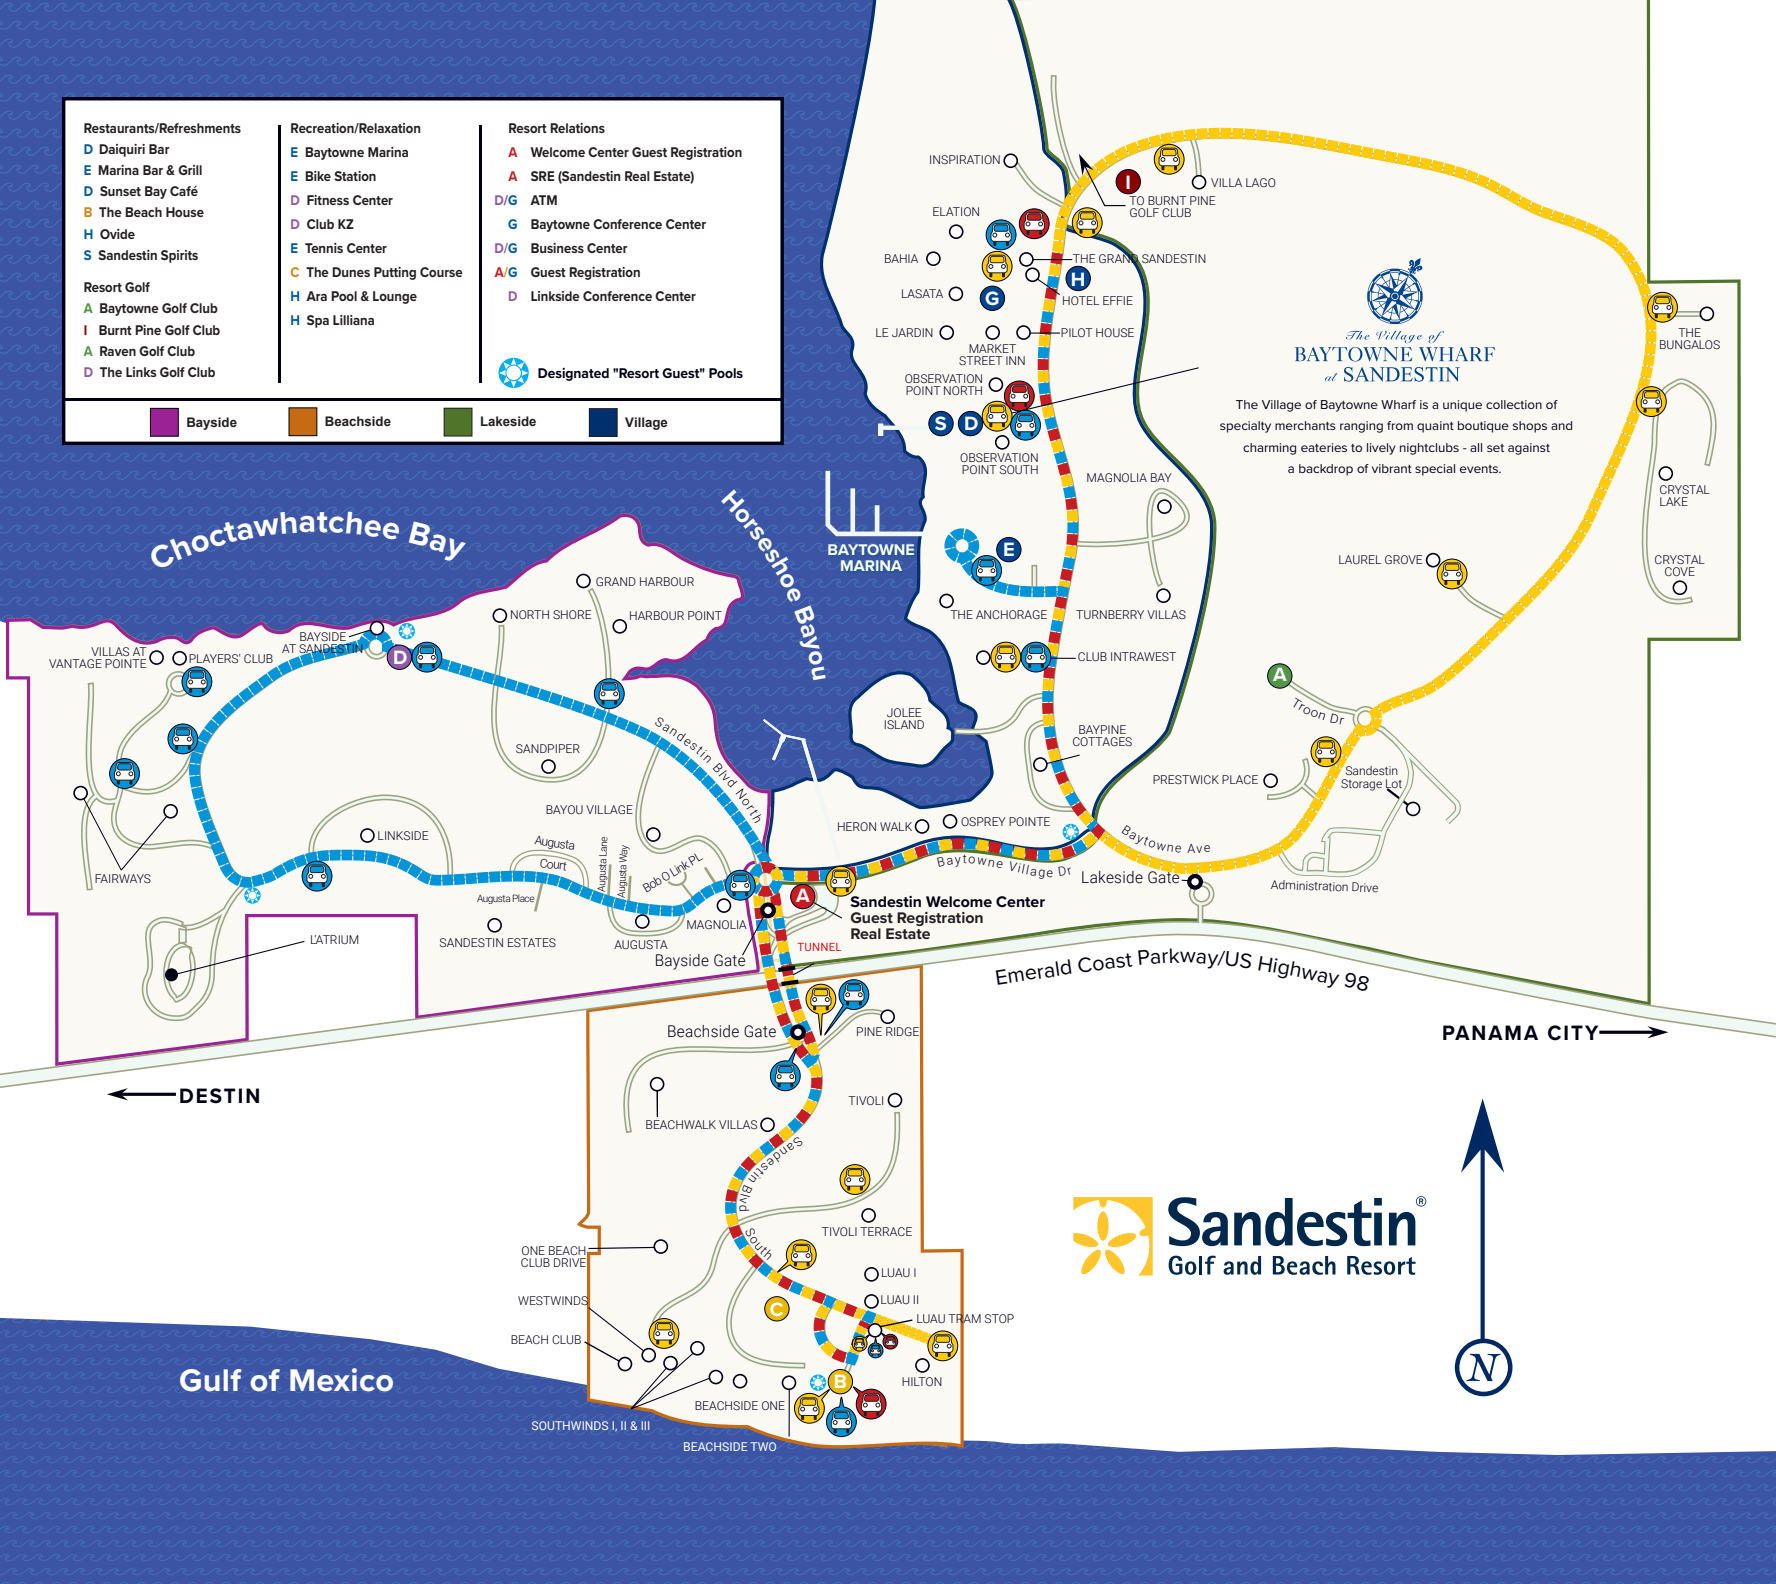 Restaurants/Refreshments
D Daiquiri Bar
E Marina Bar & Grill
D Sunset Bay Café
B The Beach House
H Ovide
S Sandestin Spirits
Resort Golf
A Baytowne Golf Club
I Burnt Pine Golf Club
A Raven Golf Club
D The Links Golf Club
Recreation/Relaxation
E Baytowne Marina
E Bike Station
D Fitness Center
D Club KZ
E Tennis Center
C The Dunes Putting Course
H Ara Pool & Lounge
H Spa Lilliana
Resort Relations
A Welcome Center Guest Registration
A SRE (Sandestin Real Estate)
D/G ATM
G Baytowne Conference Center
D/G Business Center
A/G Guest Registration
D Linkside Conference Center
Designated "Resort Guest" Pools
Bayside
Beachside
Lakeside
Village
INSPIRATION
I
VILLA LAGO
TO BURNT PINE
GOLF CLUB
ELATION
BAHIA
THE GRAND SANDESTIN
H
LASATA
G
HOTEL EFFIE
LE JARDIN
PILOT HOUSE
MARKET
STREET INN
OBSERVATION
POINT NORTH
S
D
OBSERVATION
POINT SOUTH
MAGNOLIA BAY
The Village of
BAYTOWNE WHARF
at SANDESTIN
The Village of Baytowne Wharf is a unique collection of
specialty merchants ranging from quaint boutique shops and
charming eateries to lively nightclubs - all set against
a backdrop of vibrant special events.
THE
BUNGALOS
CRYSTAL
LAKE
CRYSTAL
COVE
LAUREL GROVE
Choctawhatchee Bay
Horseshoe Bayou
BAYTOWNE
MARINA
E
THE ANCHORAGE
TURNBERRY VILLAS
CLUB INTRAWEST
JOLEE
ISLAND
BAYPINE
COTTAGES
A
Troon Dr
PRESTWICK PLACE
Sandestin
Storage Lot
HERON WALK
OSPREY POINTE
Baytowne Ave
Baytowne Village Dr
Lakeside Gate
Administration Drive
GRAND HARBOUR
NORTH SHORE
HARBOUR POINT
BAYSIDE
AT SANDESTIN
D
VILLAS AT
VANTAGE POINTE
PLAYERS' CLUB
Sandestin Blvd North
SANDPIPER
BAYOU VILLAGE
LINKSIDE
FAIRWAYS
Augusta
Court
Augusta Lane
Augusta Way
Bob O Link PL
Augusta Place
SANDESTIN ESTATES
AUGUSTA
MAGNOLIA
L'ATRIUM
A
Sandestin Welcome Center
Guest Registration
Real Estate
Bayside Gate
TUNNEL
Emerald Coast Parkway/US Highway 98
PANAMA CITY
DESTIN
Beachside Gate
PINE RIDGE
BEACHWALK VILLAS
TIVOLI
Sandestin Blvd South
TIVOLI TERRACE
ONE BEACH
CLUB DRIVE
LUAU I
LUAU II
LUAU TRAM STOP
C
WESTWINDS
BEACH CLUB
HILTON
B
BEACHSIDE ONE
SOUTHWINDS I, II & III
BEACHSIDE TWO
Gulf of Mexico
Sandestin®
Golf and Beach Resort
N